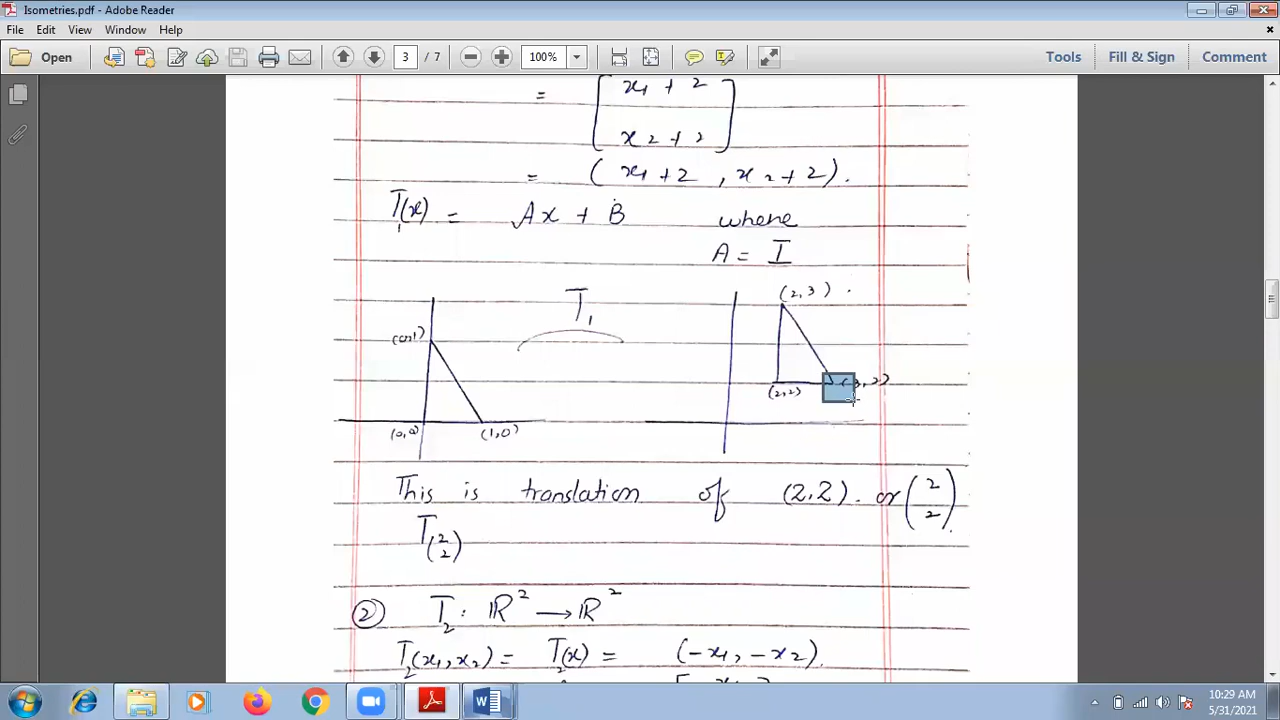 Isometries.pdf - Adobe Reader
File Edit View Window Help
Open 3 / 7 100% Tools Fill & Sign Comment
= [ x1 + 2
x2 + 2 ]
= ( x1 + 2 , x2 + 2 ).
T1(x) = Ax + B where
A = I
T1
(2,3) .
(0,1)
(2,2)
(0,0) (1,0)
This is translation of (2,2). or (2 2).
T(2 2)
② T2 : ℝ² → ℝ²
T2(x1, x2) = T2(x) = (-x1, -x2).
W
10:29 AM
5/31/2021